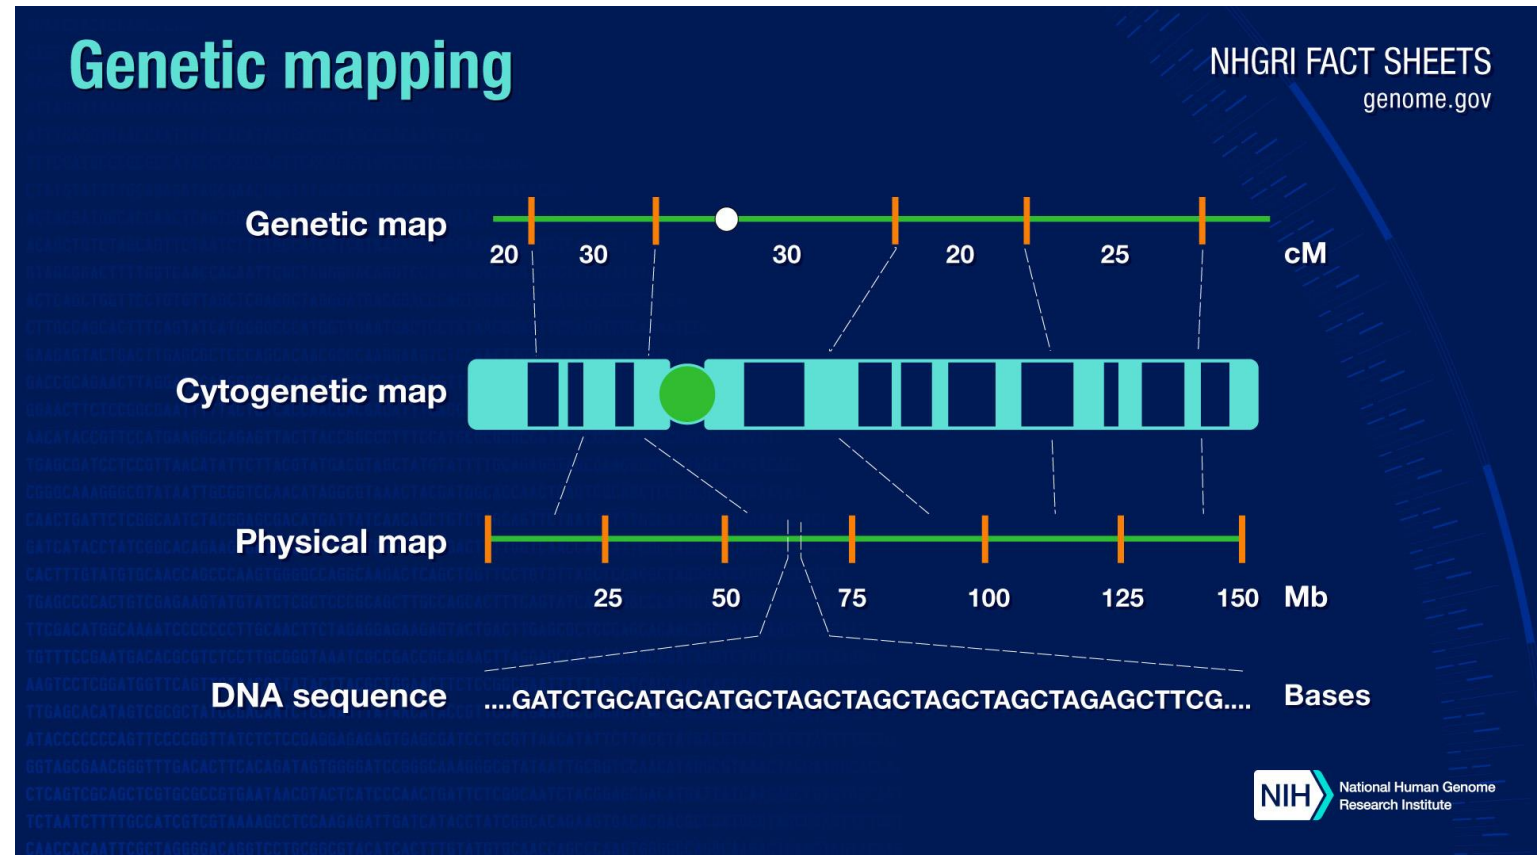 Genetic mapping
NHGRI FACT SHEETS
genome.gov
Genetic map
20 30 30 20 25 cM
Cytogenetic map
Physical map
25 50 75 100 125 150 Mb
DNA sequence ....GATCTGCATGCATGCTAGCTAGCTAGCTAGCTAGAGCTTCG.... Bases
NIH
National Human Genome
Research Institute